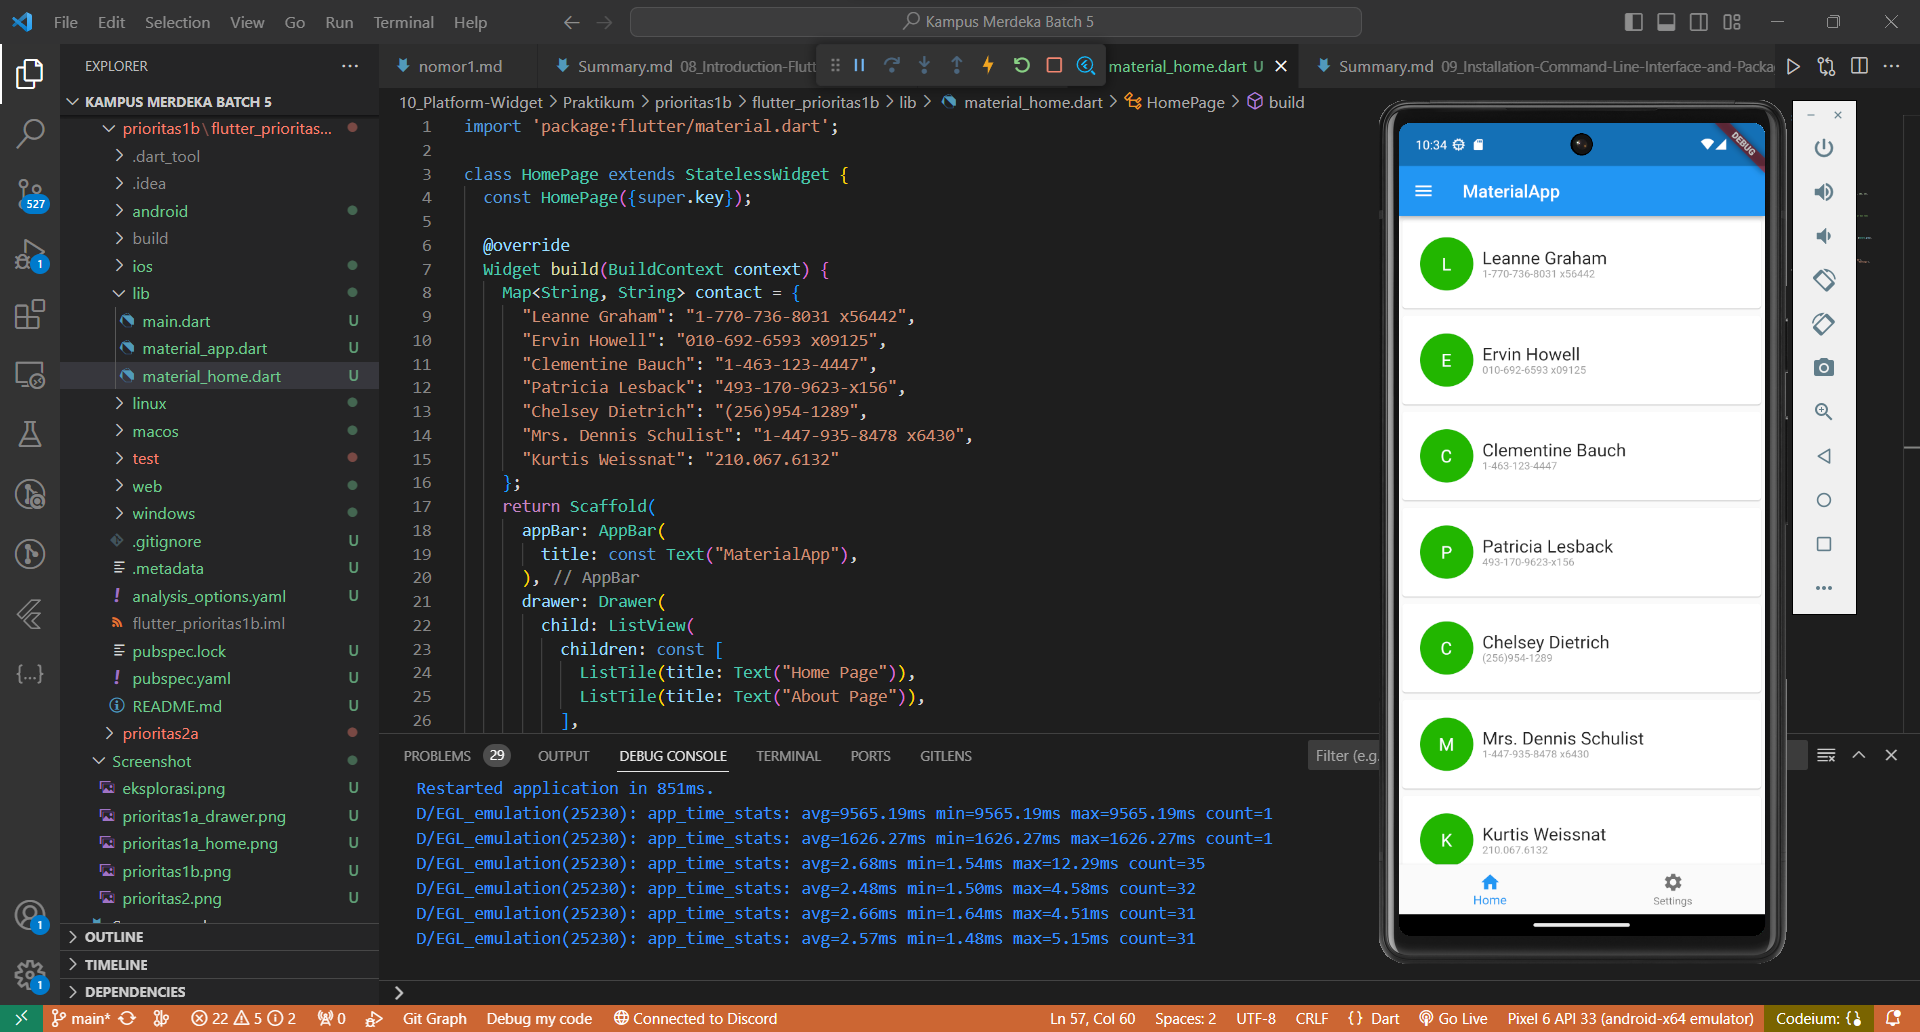 File Edit Selection View Go Run Terminal Help
Kampus Merdeka Batch 5
EXPLORER
nomor1.md
Summary.md 08_Introduction-Flutt
material_home.dart U
Summary.md 09_Installation-Command-Line-Interface-and-Packa
KAMPUS MERDEKA BATCH 5
prioritas1b\flutter_prioritas...
.dart_tool
.idea
android
build
ios
lib
main.dart U
material_app.dart U
material_home.dart U
linux
macos
test
web
windows
.gitignore U
.metadata U
analysis_options.yaml U
flutter_prioritas1b.iml
pubspec.lock U
pubspec.yaml U
README.md U
prioritas2a
Screenshot
eksplorasi.png U
prioritas1a_drawer.png U
prioritas1a_home.png U
prioritas1b.png U
prioritas2.png U
OUTLINE
TIMELINE
DEPENDENCIES
527
1
1
1
10_Platform-Widget > Praktikum > prioritas1b > flutter_prioritas1b > lib > material_home.dart > HomePage > build
1 import 'package:flutter/material.dart';
2
3 class HomePage extends StatelessWidget {
4 const HomePage({super.key});
5
6 @override
7 Widget build(BuildContext context) {
8 Map<String, String> contact = {
9 "Leanne Graham": "1-770-736-8031 x56442",
10 "Ervin Howell": "010-692-6593 x09125",
11 "Clementine Bauch": "1-463-123-4447",
12 "Patricia Lesback": "493-170-9623-x156",
13 "Chelsey Dietrich": "(256)954-1289",
14 "Mrs. Dennis Schulist": "1-447-935-8478 x6430",
15 "Kurtis Weissnat": "210.067.6132"
16 };
17 return Scaffold(
18 appBar: AppBar(
19 title: const Text("MaterialApp"),
20 ), // AppBar
21 drawer: Drawer(
22 child: ListView(
23 children: const [
24 ListTile(title: Text("Home Page")),
25 ListTile(title: Text("About Page")),
26 ],
PROBLEMS 29 OUTPUT DEBUG CONSOLE TERMINAL PORTS GITLENS
Filter (e.g.
Restarted application in 851ms.
D/EGL_emulation(25230): app_time_stats: avg=9565.19ms min=9565.19ms max=9565.19ms count=1
D/EGL_emulation(25230): app_time_stats: avg=1626.27ms min=1626.27ms max=1626.27ms count=1
D/EGL_emulation(25230): app_time_stats: avg=2.68ms min=1.54ms max=12.29ms count=35
D/EGL_emulation(25230): app_time_stats: avg=2.48ms min=1.50ms max=4.58ms count=32
D/EGL_emulation(25230): app_time_stats: avg=2.66ms min=1.64ms max=4.51ms count=31
D/EGL_emulation(25230): app_time_stats: avg=2.57ms min=1.48ms max=5.15ms count=31
10:34
DEBUG
MaterialApp
L Leanne Graham
1-770-736-8031 x56442
E Ervin Howell
010-692-6593 x09125
C Clementine Bauch
1-463-123-4447
P Patricia Lesback
493-170-9623-x156
C Chelsey Dietrich
(256)954-1289
M Mrs. Dennis Schulist
1-447-935-8478 x6430
K Kurtis Weissnat
210.067.6132
Home
Settings
main* 22 5 2 0 Git Graph Debug my code Connected to Discord Ln 57, Col 60 Spaces: 2 UTF-8 CRLF {} Dart Go Live Pixel 6 API 33 (android-x64 emulator) Codeium: {}